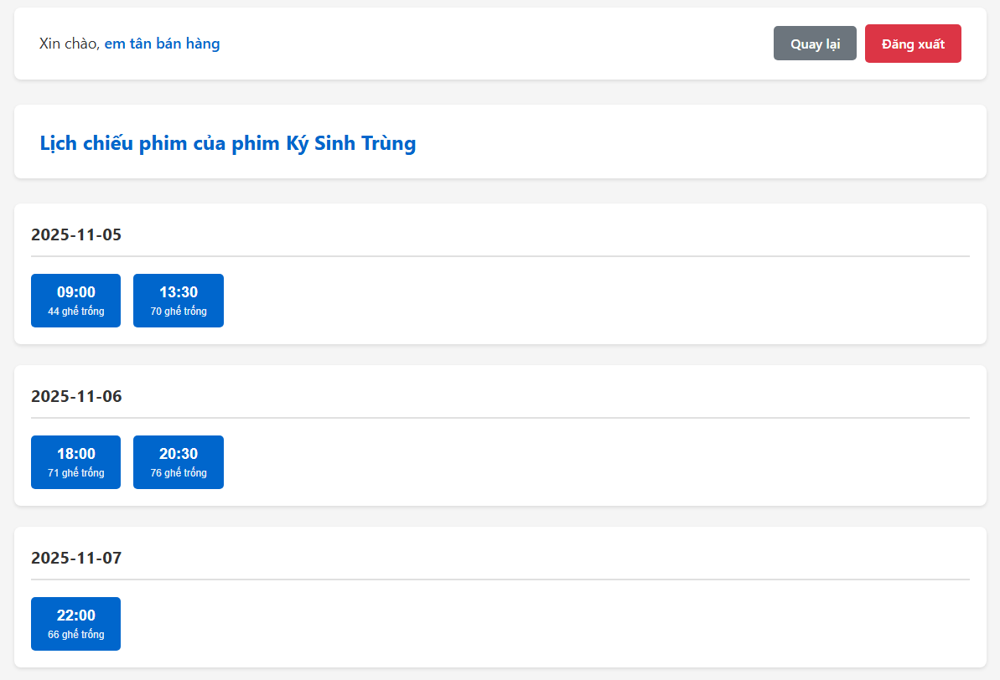 Xin chào, em tân bán hàng
Quay lại
Đăng xuất
Lịch chiếu phim của phim Ký Sinh Trùng
2025-11-05
09:00
44 ghế trống
13:30
70 ghế trống
2025-11-06
18:00
71 ghế trống
20:30
76 ghế trống
2025-11-07
22:00
66 ghế trống